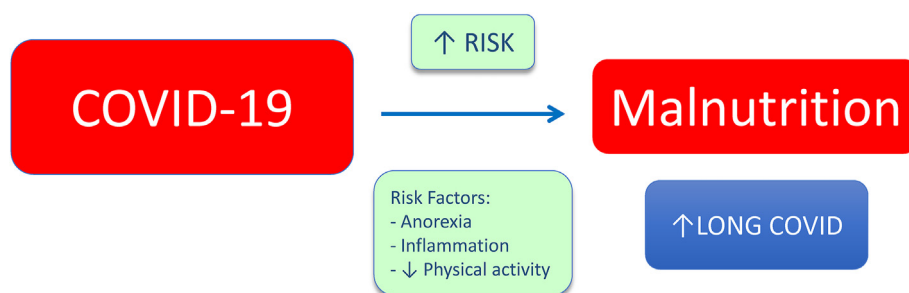 ↑ RISK
COVID-19
Malnutrition
Risk Factors:
- Anorexia
- Inflammation
- ↓ Physical activity
↑LONG COVID